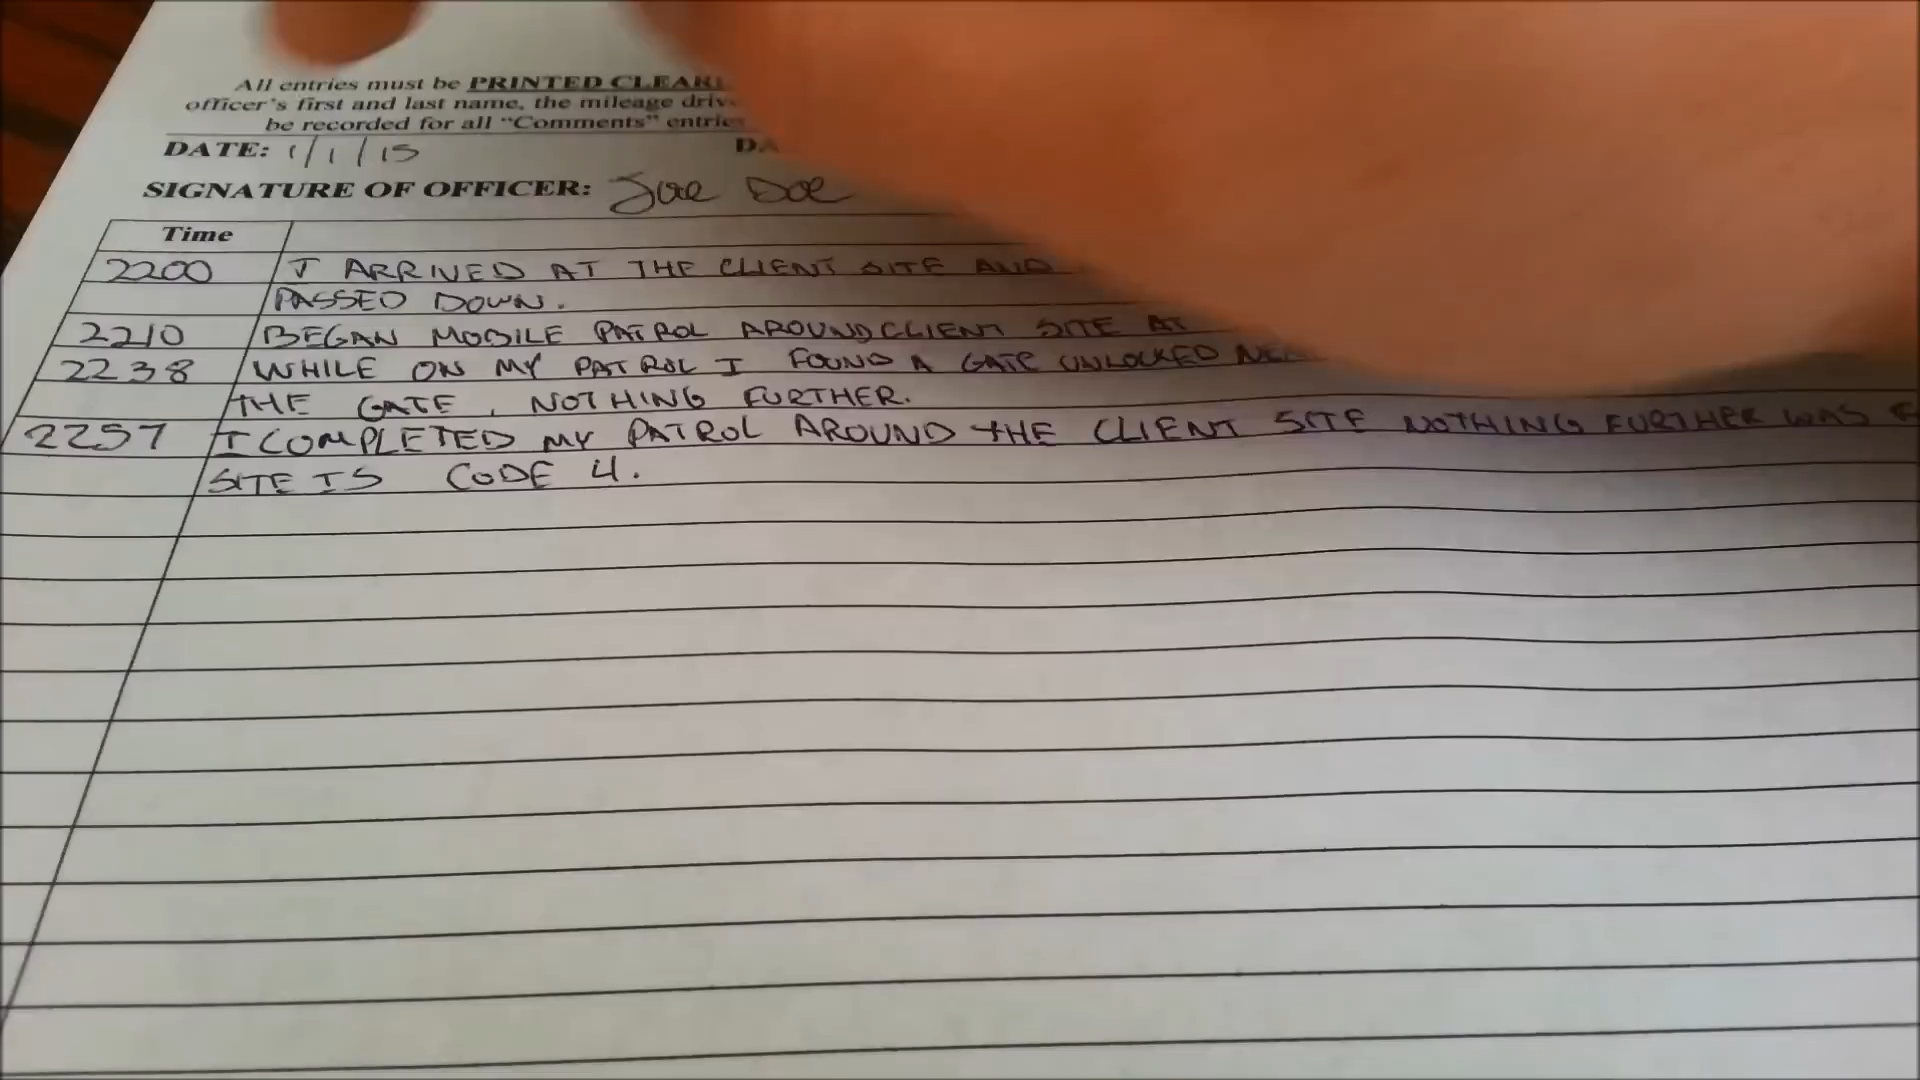 All entries must be PRINTED
officer's first and last name, the mileage
be recorded for all "Comments"
DATE: 1/1/15
SIGNATURE OF OFFICER: Joe Doe
Time
2200 I ARRIVED AT THE CLIENT SITE AND
PASSED DOWN.
2210 BEGAN MOBILE PATROL AROUND CLIENT SITE AT
2238 WHILE ON MY PATROL I FOUND A GATE UNLOCKED
THE GATE, NOTHING FURTHER.
2257 I COMPLETED MY PATROL AROUND THE CLIENT SITE NOTHING FURTHER WAS
SITE IS CODE 4.